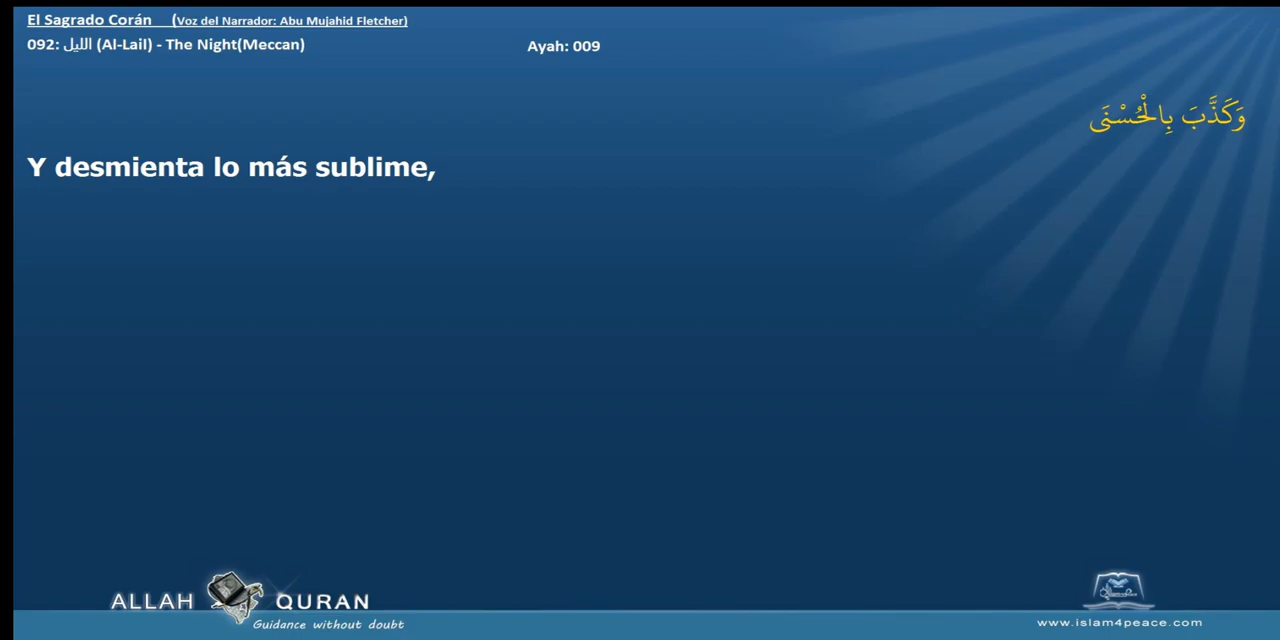 El Sagrado Corán (Voz del Narrador: Abu Mujahid Fletcher)
092: الليل (Al-Lail) - The Night(Meccan)
Ayah: 009
وَكَذَّبَ بِالْحُسْنَى
Y desmienta lo más sublime,
ALLAH QURAN
Guidance without doubt
www.islam4peace.com